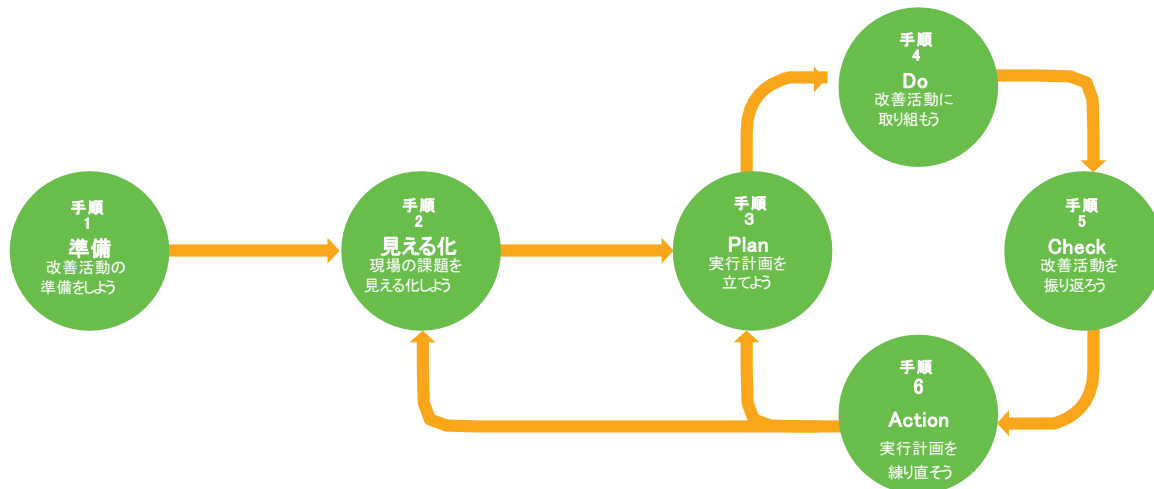 手順
1
準備
改善活動の
準備をしよう
手順
2
見える化
現場の課題を
見える化しよう
手順
3
Plan
実行計画を
立てよう
手順
4
Do
改善活動に
取り組もう
手順
5
Check
改善活動を
振り返ろう
手順
6
Action
実行計画を
練り直そう